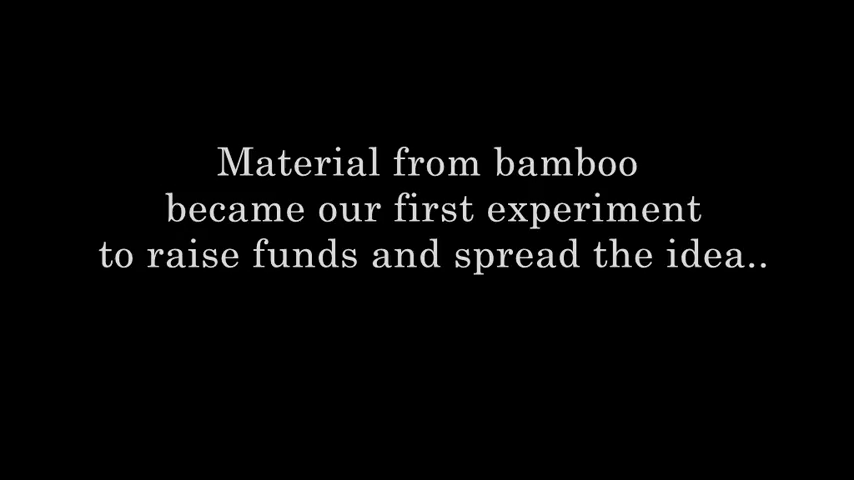 Material from bamboo
became our first experiment
to raise funds and spread the idea..